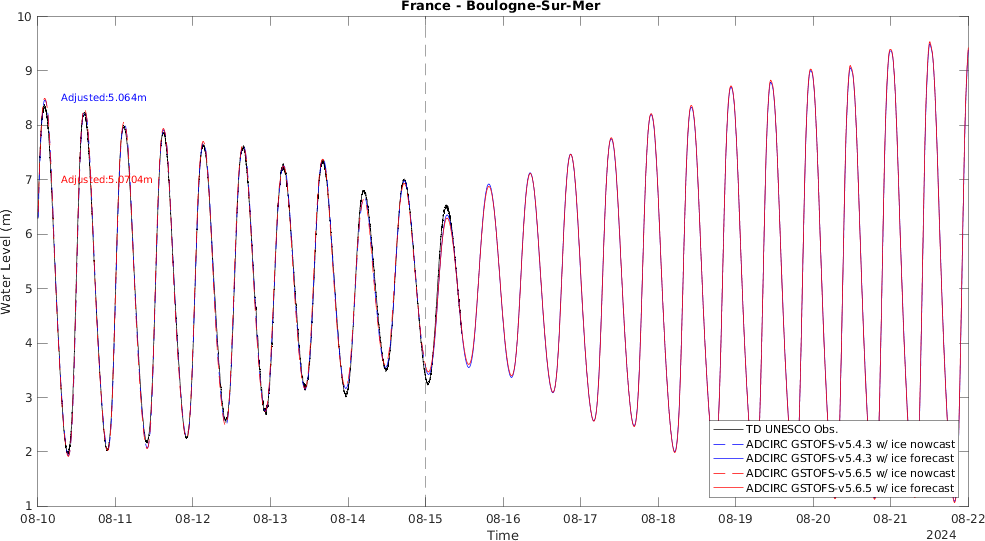 France - Boulogne-Sur-Mer
10
9
8
7
6
5
4
3
2
1
Water Level (m)
Adjusted:5.064m
Adjusted:5.0704m
TD UNESCO Obs.
ADCIRC GSTOFS-v5.4.3 w/ ice nowcast
ADCIRC GSTOFS-v5.4.3 w/ ice forecast
ADCIRC GSTOFS-v5.6.5 w/ ice nowcast
ADCIRC GSTOFS-v5.6.5 w/ ice forecast
08-10 08-11 08-12 08-13 08-14 08-15 08-16 08-17 08-18 08-19 08-20 08-21 08-22
Time
2024